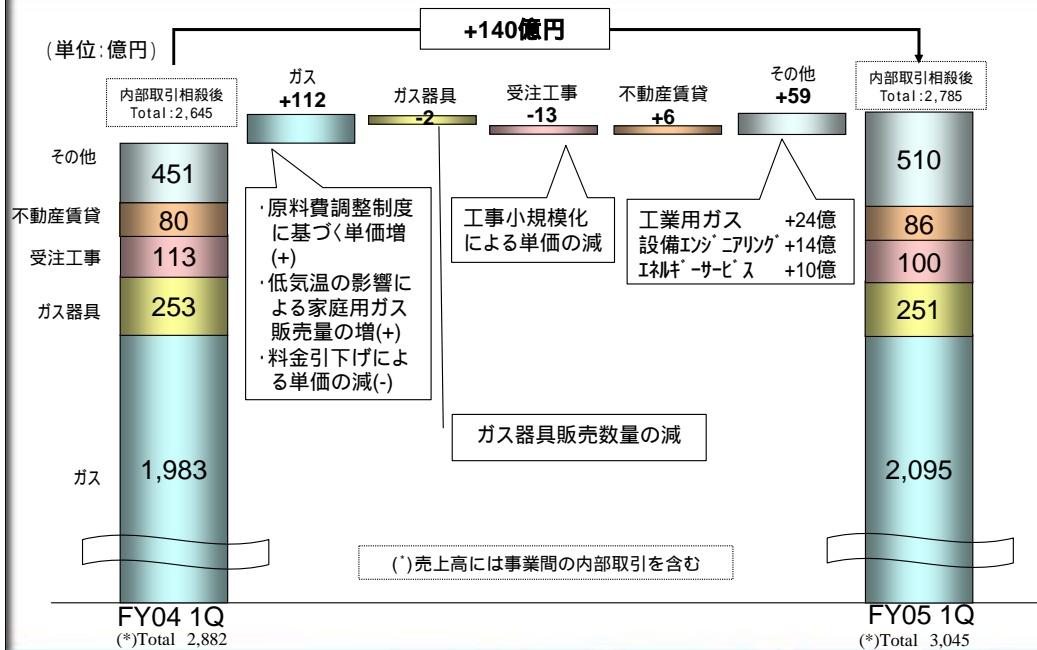 +140億円
(単位:億円)
内部取引相殺後
Total:2,645
ガス
+112
ガス器具
-2
受注工事
-13
不動産賃貸
+6
その他
+59
内部取引相殺後
Total:2,785
その他
451
不動産賃貸
80
受注工事
113
ガス器具
253
ガス
1,983
・原料費調整制度
に基づく単価増
(+)
・低気温の影響に
よる家庭用ガス
販売量の増(+)
・料金引下げによ
る単価の減(-)
工事小規模化
による単価の減
工業用ガス +24億
設備エンジニアリング +14億
エネルギーサービス +10億
ガス器具販売数量の減
510
86
100
251
2,095
(*)売上高には事業間の内部取引を含む
FY04 1Q
(*)Total 2,882
FY05 1Q
(*)Total 3,045